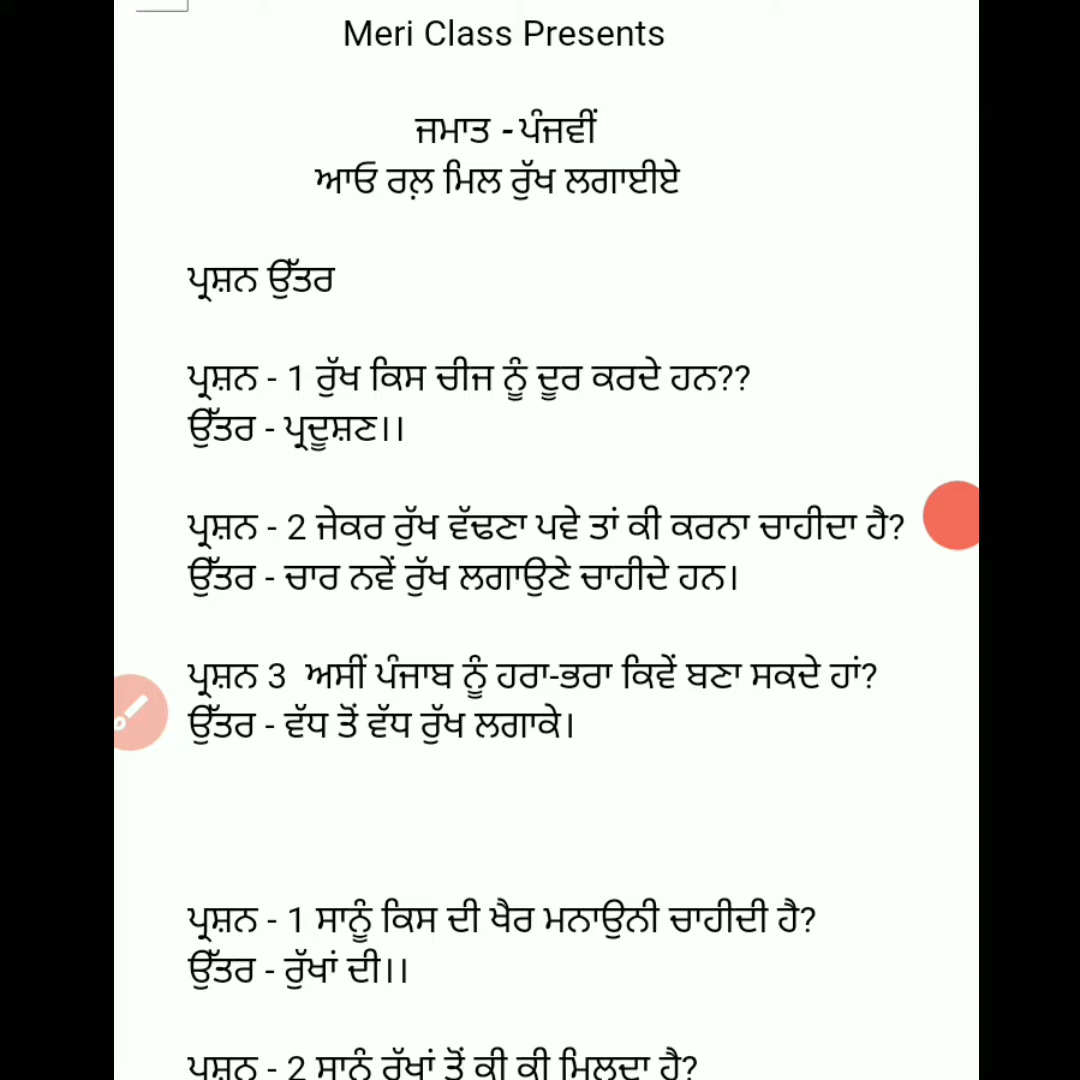 Meri Class Presents
ਜਮਾਤ - ਪੰਜਵੀਂ
ਆਓ ਰਲ਼ ਮਿਲ ਰੁੱਖ ਲਗਾਈਏ
ਪ੍ਰਸ਼ਨ ਉੱਤਰ
ਪ੍ਰਸ਼ਨ - 1 ਰੁੱਖ ਕਿਸ ਚੀਜ ਨੂੰ ਦੂਰ ਕਰਦੇ ਹਨ??
ਉੱਤਰ - ਪ੍ਰਦੂਸ਼ਣ।।
ਪ੍ਰਸ਼ਨ - 2 ਜੇਕਰ ਰੁੱਖ ਵੱਢਣਾ ਪਵੇ ਤਾਂ ਕੀ ਕਰਨਾ ਚਾਹੀਦਾ ਹੈ?
ਉੱਤਰ - ਚਾਰ ਨਵੇਂ ਰੁੱਖ ਲਗਾਉਣੇ ਚਾਹੀਦੇ ਹਨ।
ਪ੍ਰਸ਼ਨ 3 ਅਸੀਂ ਪੰਜਾਬ ਨੂੰ ਹਰਾ-ਭਰਾ ਕਿਵੇਂ ਬਣਾ ਸਕਦੇ ਹਾਂ?
ਉੱਤਰ - ਵੱਧ ਤੋਂ ਵੱਧ ਰੁੱਖ ਲਗਾਕੇ।
ਪ੍ਰਸ਼ਨ - 1 ਸਾਨੂੰ ਕਿਸ ਦੀ ਖੈਰ ਮਨਾਉਨੀ ਚਾਹੀਦੀ ਹੈ?
ਉੱਤਰ - ਰੁੱਖਾਂ ਦੀ।।
ਪ੍ਰਸ਼ਨ - 2 ਸਾਨੂੰ ਰੁੱਖਾਂ ਤੋਂ ਕੀ ਕੀ ਮਿਲਦਾ ਹੈ?